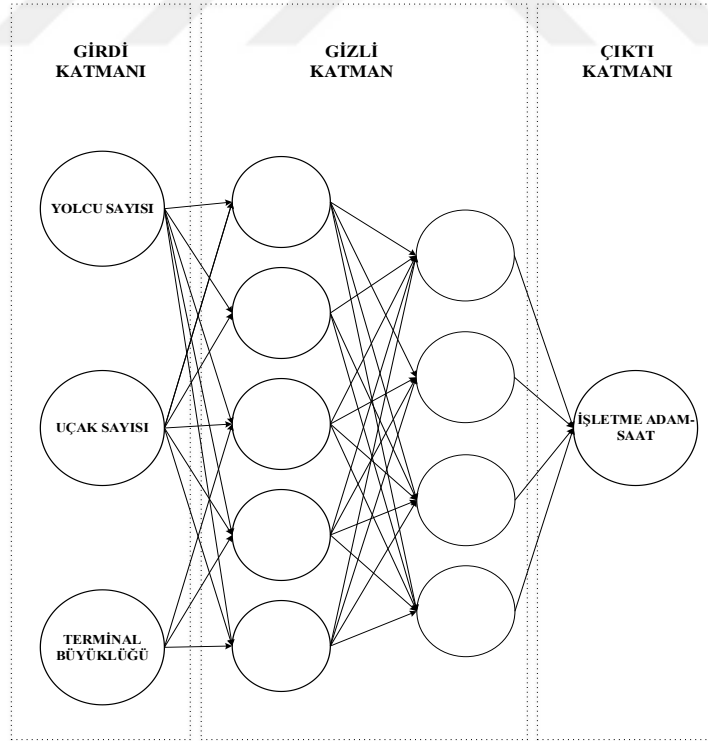 GİRDİ
KATMANI
GİZLİ
KATMAN
ÇIKTI
KATMANI
YOLCU SAYISI
UÇAK SAYISI
TERMİNAL
BÜYÜKLÜĞÜ
İŞLETME ADAM-
SAAT